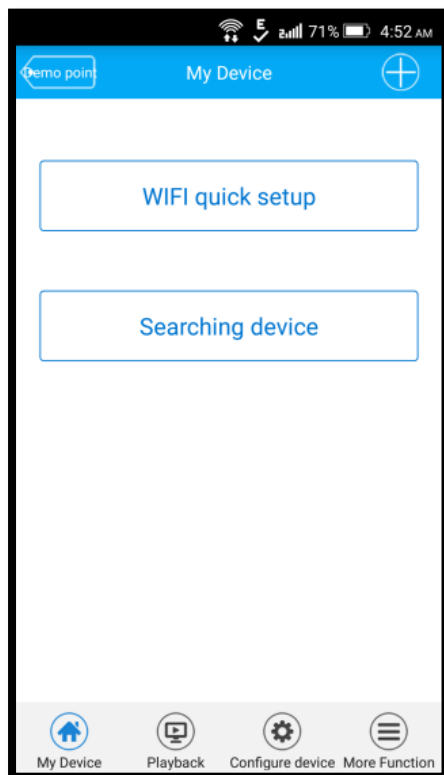 71% 4:52 AM
Demo point My Device
WIFI quick setup
Searching device
My Device Playback Configure device More Function